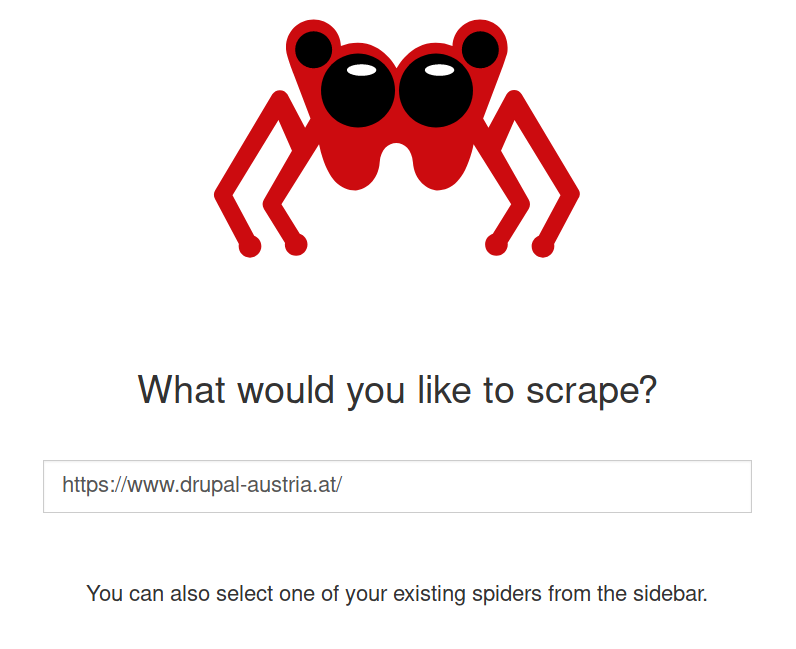 What would you like to scrape?
https://www.drupal-austria.at/
You can also select one of your existing spiders from the sidebar.